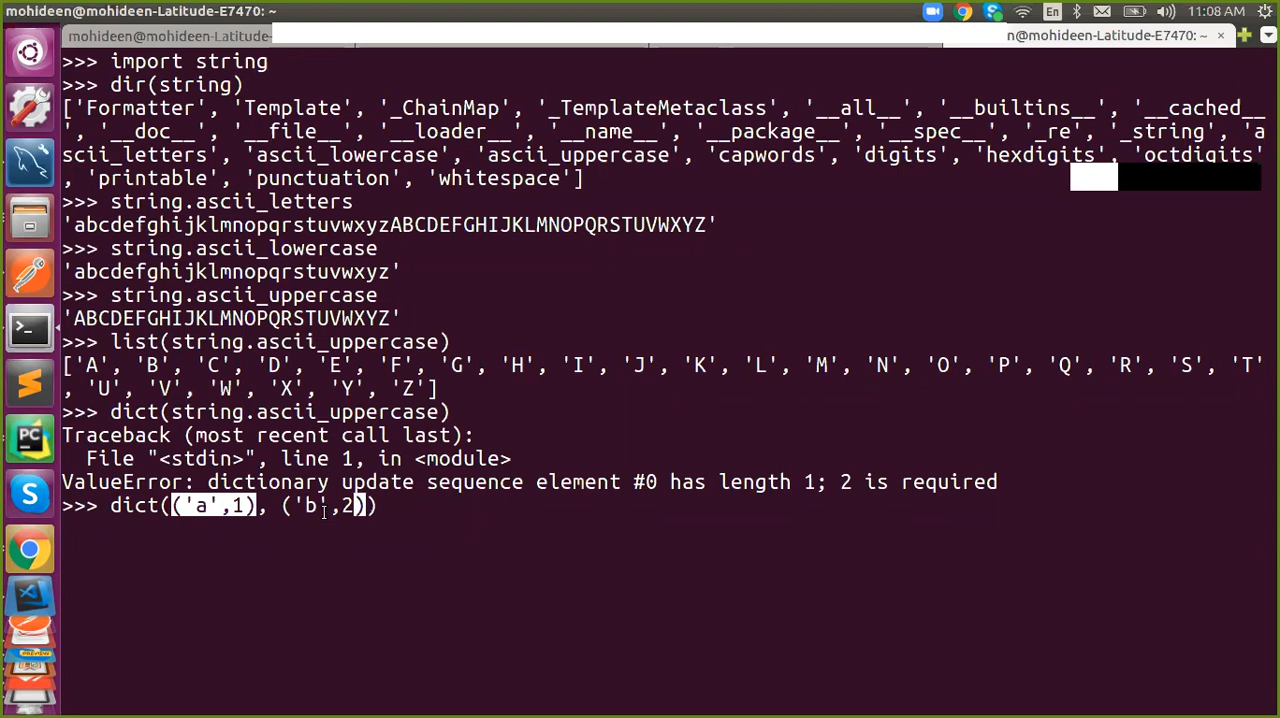 mohideen@mohideen-Latitude-E7470: ~
En
11:08 AM
mohideen@mohideen-Latitude-
n@mohideen-Latitude-E7470: ~
>>> import string
>>> dir(string)
['Formatter', 'Template', '_ChainMap', '_TemplateMetaclass', '__all__', '__builtins__', '__cached__
', '__doc__', '__file__', '__loader__', '__name__', '__package__', '__spec__', '_re', '_string', 'a
scii_letters', 'ascii_lowercase', 'ascii_uppercase', 'capwords', 'digits', 'hexdigits', 'octdigits'
, 'printable', 'punctuation', 'whitespace']
>>> string.ascii_letters
'abcdefghijklmnopqrstuvwxyzABCDEFGHIJKLMNOPQRSTUVWXYZ'
>>> string.ascii_lowercase
'abcdefghijklmnopqrstuvwxyz'
>>> string.ascii_uppercase
'ABCDEFGHIJKLMNOPQRSTUVWXYZ'
>>> list(string.ascii_uppercase)
['A', 'B', 'C', 'D', 'E', 'F', 'G', 'H', 'I', 'J', 'K', 'L', 'M', 'N', 'O', 'P', 'Q', 'R', 'S', 'T'
, 'U', 'V', 'W', 'X', 'Y', 'Z']
>>> dict(string.ascii_uppercase)
Traceback (most recent call last):
  File "<stdin>", line 1, in <module>
ValueError: dictionary update sequence element #0 has length 1; 2 is required
>>> dict(('a',1), ('b',2))